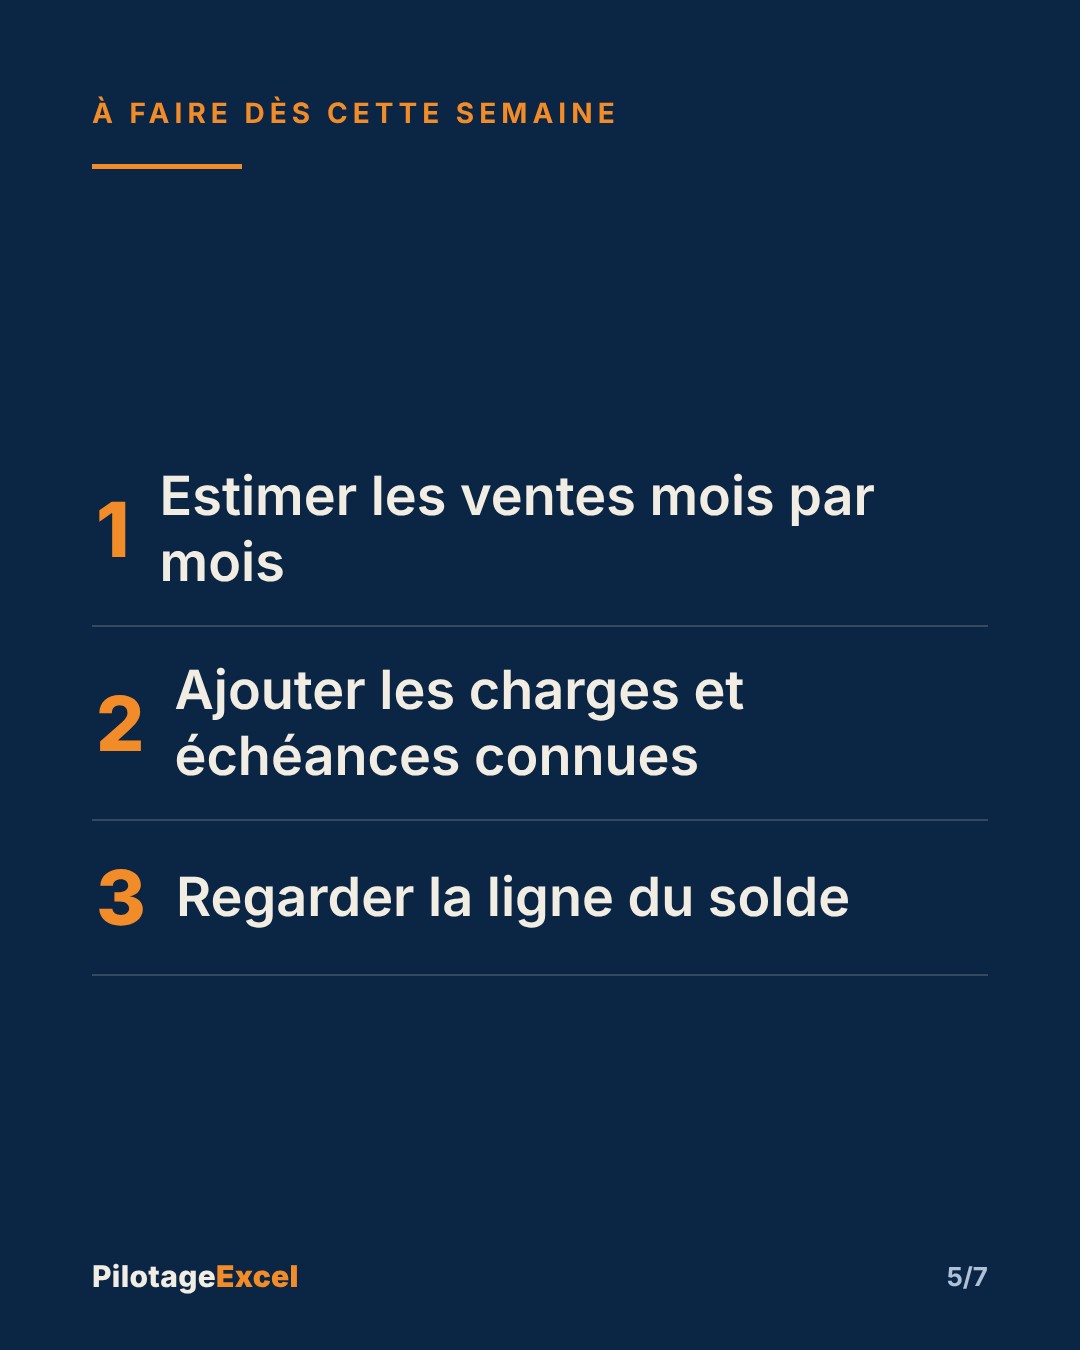 À FAIRE DÈS CETTE SEMAINE
1 Estimer les ventes mois par
mois
2 Ajouter les charges et
échéances connues
3 Regarder la ligne du solde
PilotageExcel
5/7